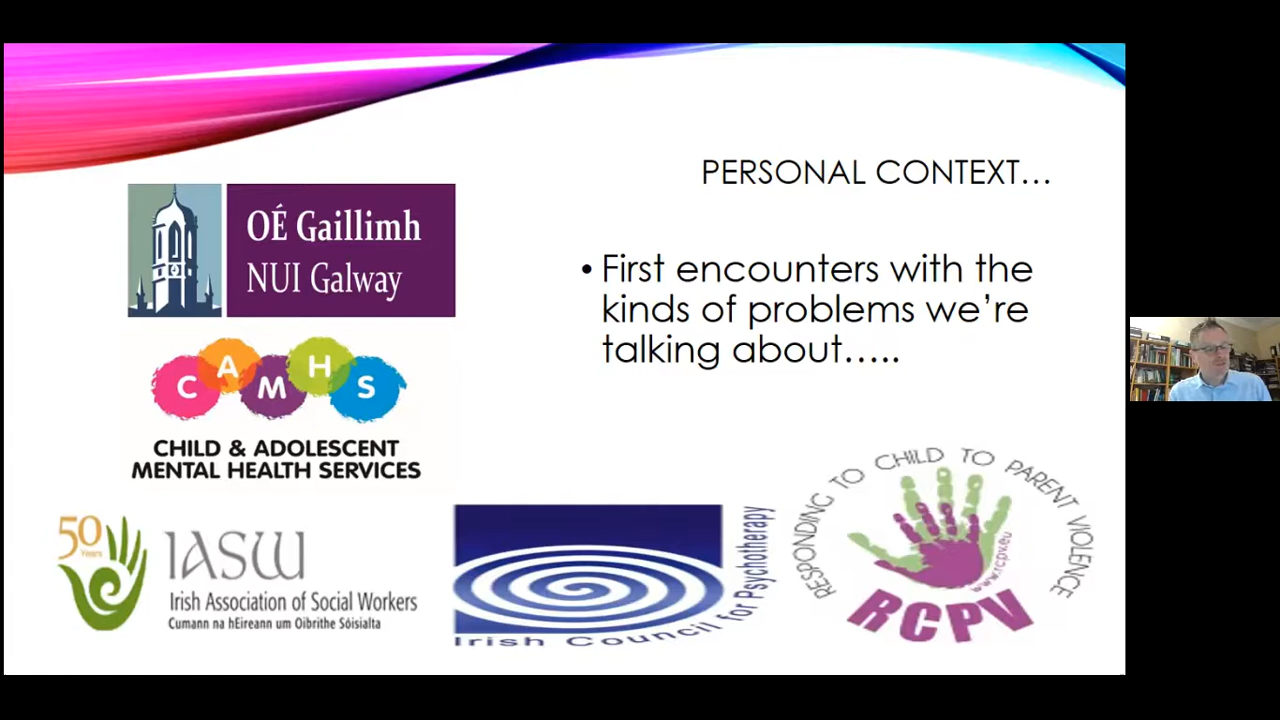 PERSONAL CONTEXT…
• First encounters with the
kinds of problems we’re
talking about…..
OÉ Gaillimh
NUI Galway
CAMHS
CHILD & ADOLESCENT
MENTAL HEALTH SERVICES
50
Years
IASW
Irish Association of Social Workers
Cumann na hEireann um Oibrithe Sóisialta
Irish Council for Psychotherapy
RESPONDING TO CHILD TO PARENT VIOLENCE
www.rcpv.eu
RCPV